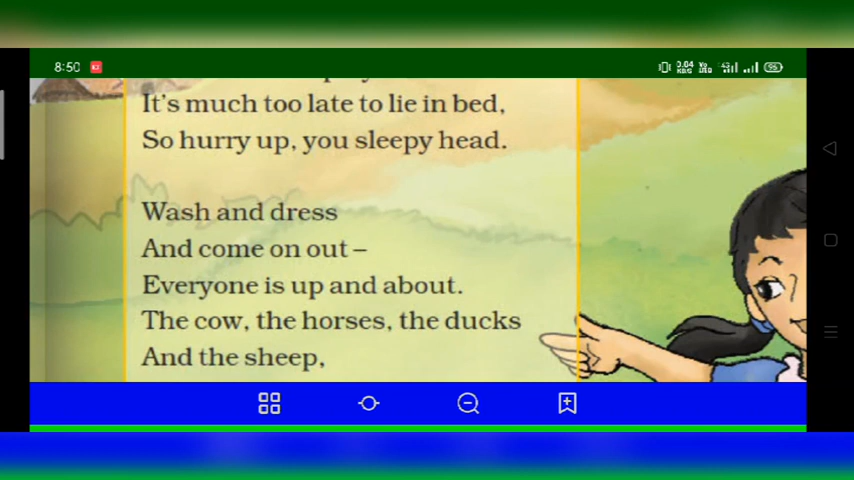 8:50
It's much too late to lie in bed,
So hurry up, you sleepy head.
Wash and dress
And come on out –
Everyone is up and about.
The cow, the horses, the ducks
And the sheep,